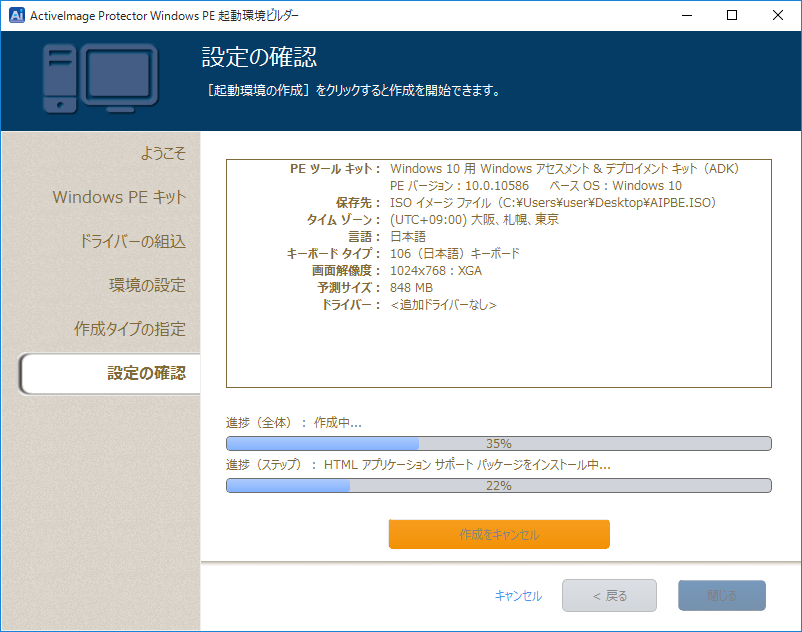 Ai ActiveImage Protector Windows PE 起動環境ビルダー
設定の確認
［起動環境の作成］をクリックすると作成を開始できます。
ようこそ
Windows PE キット
ドライバーの組込
環境の設定
作成タイプの指定
設定の確認
PE ツール キット： Windows 10 用 Windows アセスメント & デプロイメント キット（ADK）
PE バージョン：10.0.10586 ベース OS：Windows 10
保存先： ISO イメージ ファイル（C:¥Users¥user¥Desktop¥AIPBE.ISO）
タイム ゾーン： (UTC+09:00) 大阪、札幌、東京
言語： 日本語
キーボード タイプ： 106（日本語）キーボード
画面解像度： 1024x768：XGA
予測サイズ： 848 MB
ドライバー： <追加ドライバーなし>
進捗（全体）： 作成中...
35%
進捗（ステップ）： HTML アプリケーション サポート パッケージをインストール中...
22%
作成をキャンセル
キャンセル
< 戻る
閉じる